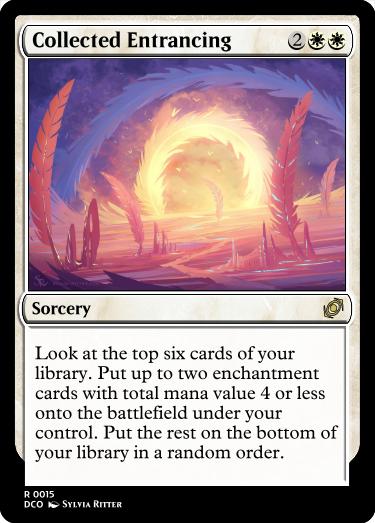 Collected Entrancing 2
Sorcery
Look at the top six cards of your
library. Put up to two enchantment
cards with total mana value 4 or less
onto the battlefield under your
control. Put the rest on the bottom of
your library in a random order.
R 0015
DCO Sylvia Ritter